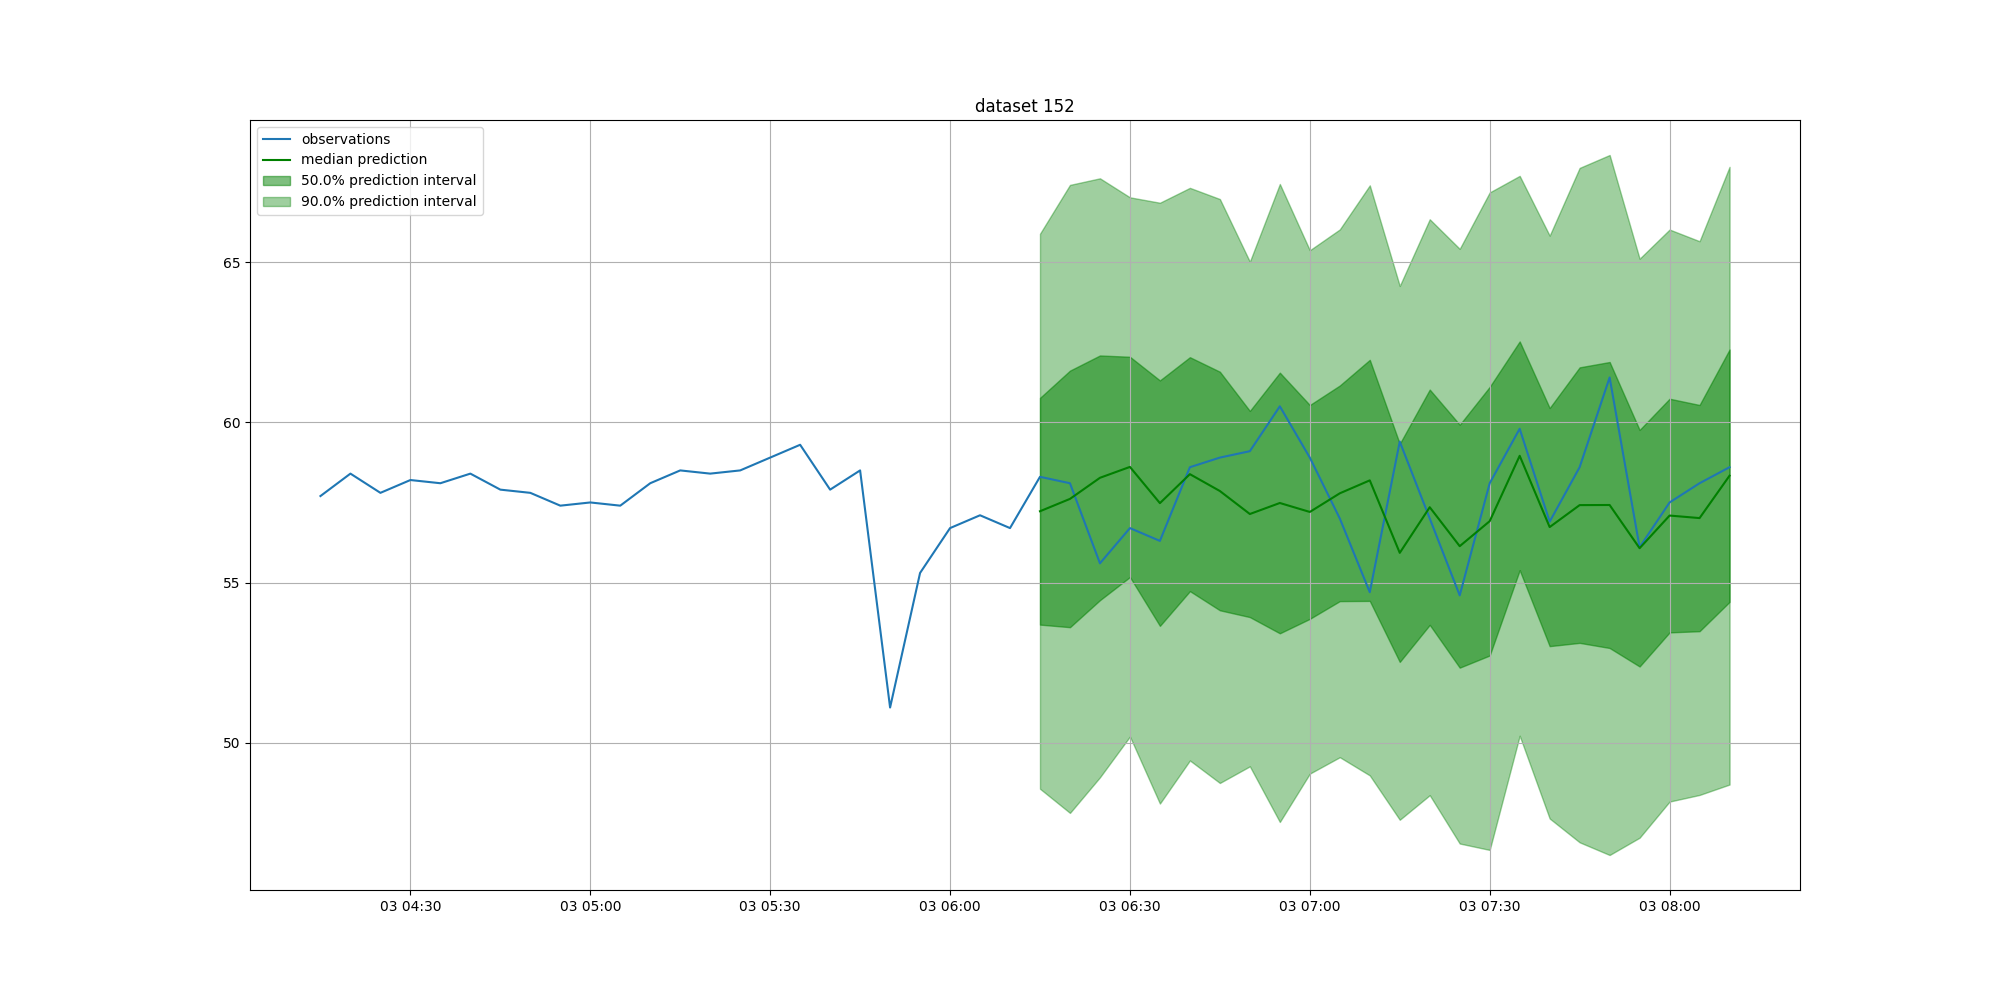 dataset 152
observations
median prediction
50.0% prediction interval
90.0% prediction interval
65
60
55
50
03 04:30
03 05:00
03 05:30
03 06:00
03 06:30
03 07:00
03 07:30
03 08:00